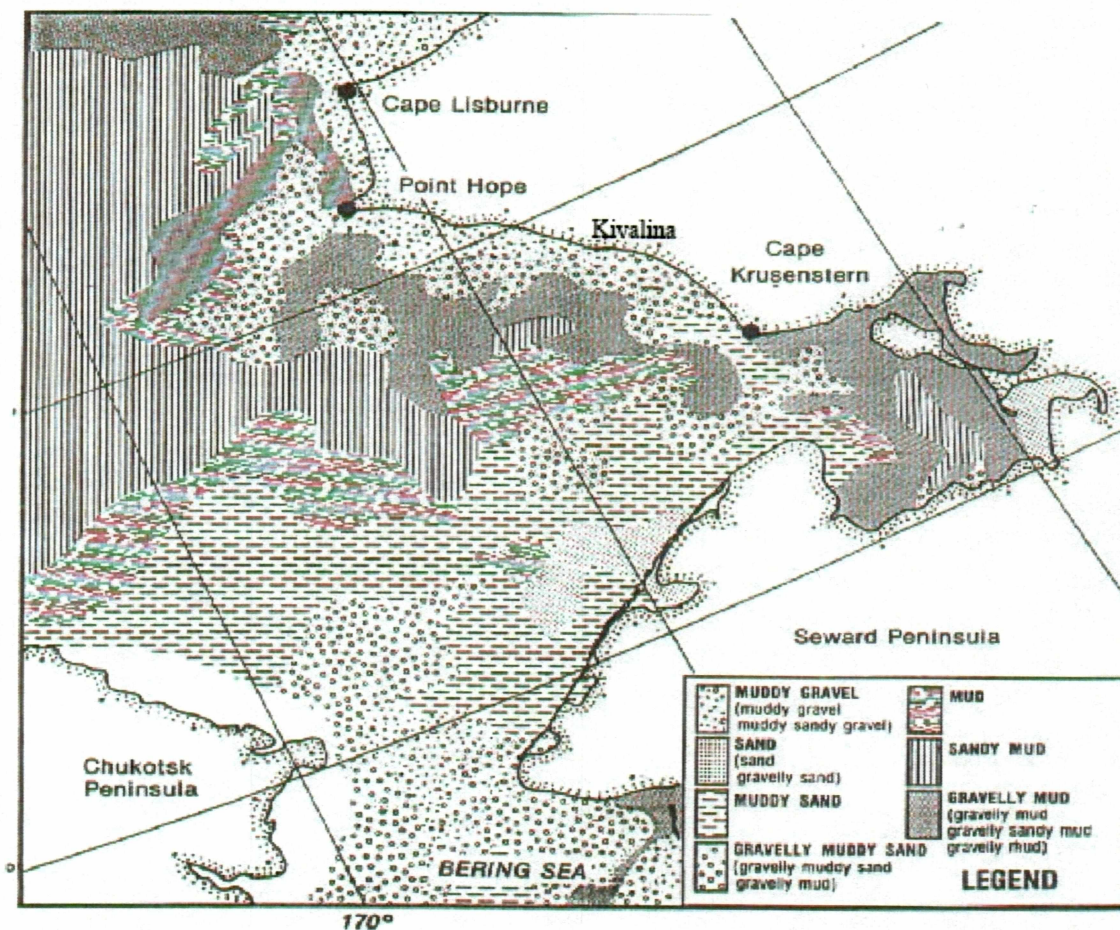 Cape Lisburne
Point Hope
Kivalina
Cape
Krusenstern
Seward Peninsula
Chukotsk
Peninsula
BERING SEA
170°
MUDDY GRAVEL
(muddy gravel
muddy sandy gravel)
SAND
(sand
gravelly sand)
MUDDY SAND
GRAVELLY MUDDY SAND
(gravelly muddy sand
gravelly mud)
MUD
SANDY MUD
GRAVELLY MUD
(gravelly mud
gravelly sandy mud
gravelly mud)
LEGEND